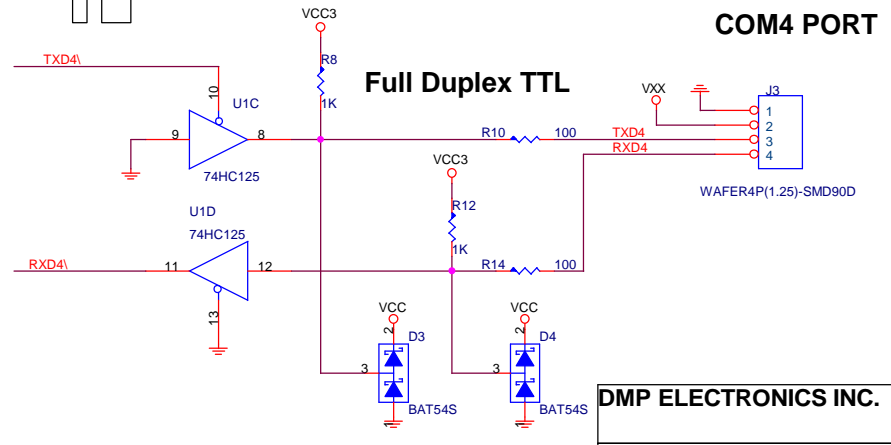 VCC3
COM4 PORT
TXD4\
R8
Full Duplex TTL
VXX
J3
10
U1C
1K
1
2
9
8
R10
100
TXD4
3
RXD4
4
VCC3
74HC125
WAFER4P(1.25)-SMD90D
U1D
R12
74HC125
1K
RXD4\
11
12
R14
100
13
VCC
VCC
2
D3
2
D4
3
3
1
BAT54S
1
BAT54S
DMP ELECTRONICS INC.